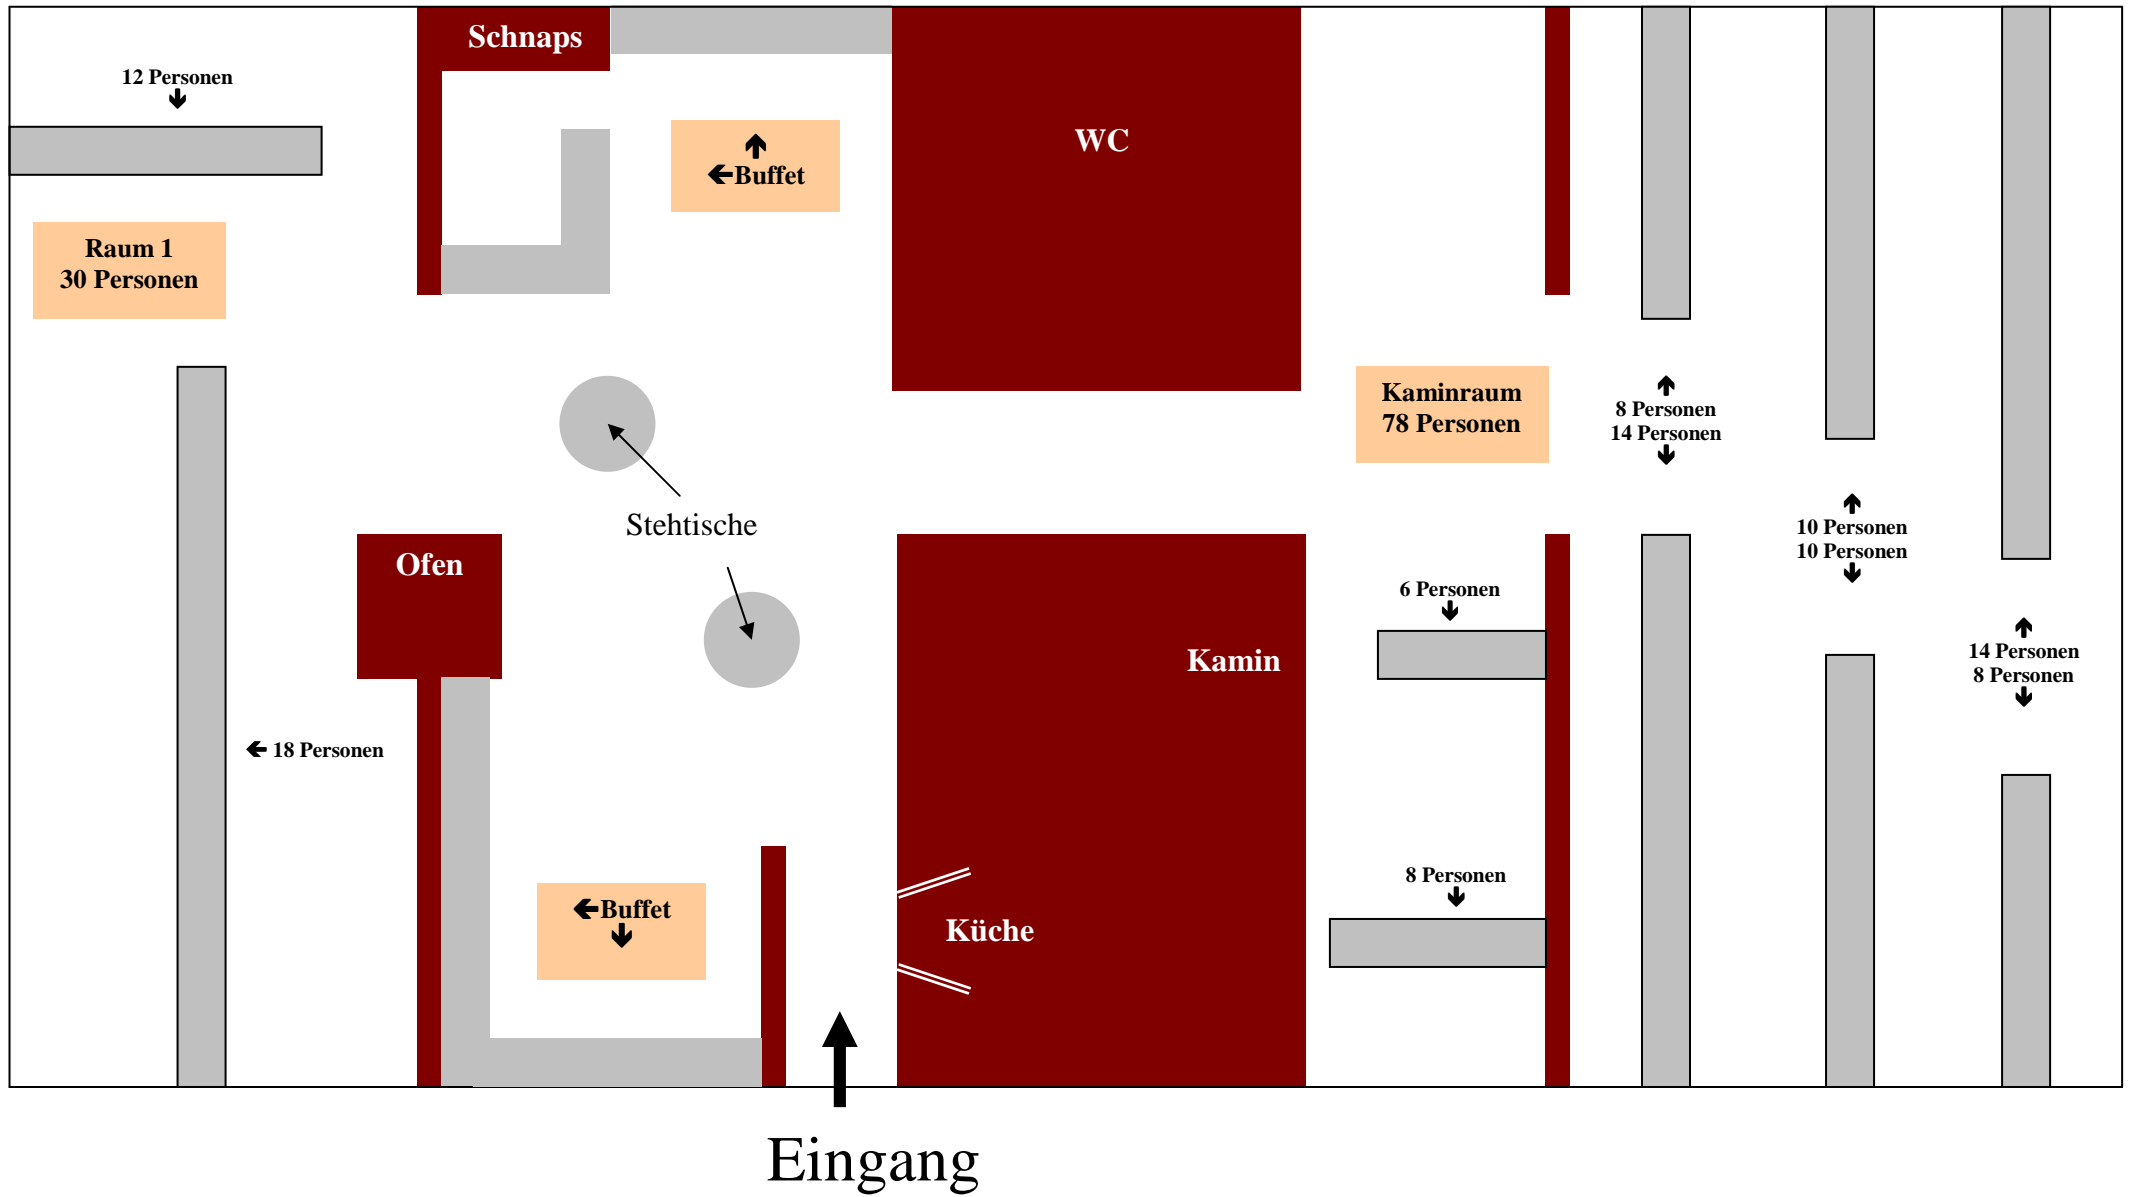 Schnaps
12 Personen
WC
Buffet
Raum 1
30 Personen
Kaminraum
78 Personen
8 Personen
14 Personen
Stehtische
10 Personen
10 Personen
Ofen
6 Personen
Kamin
14 Personen
8 Personen
18 Personen
8 Personen
Buffet
Küche
Eingang